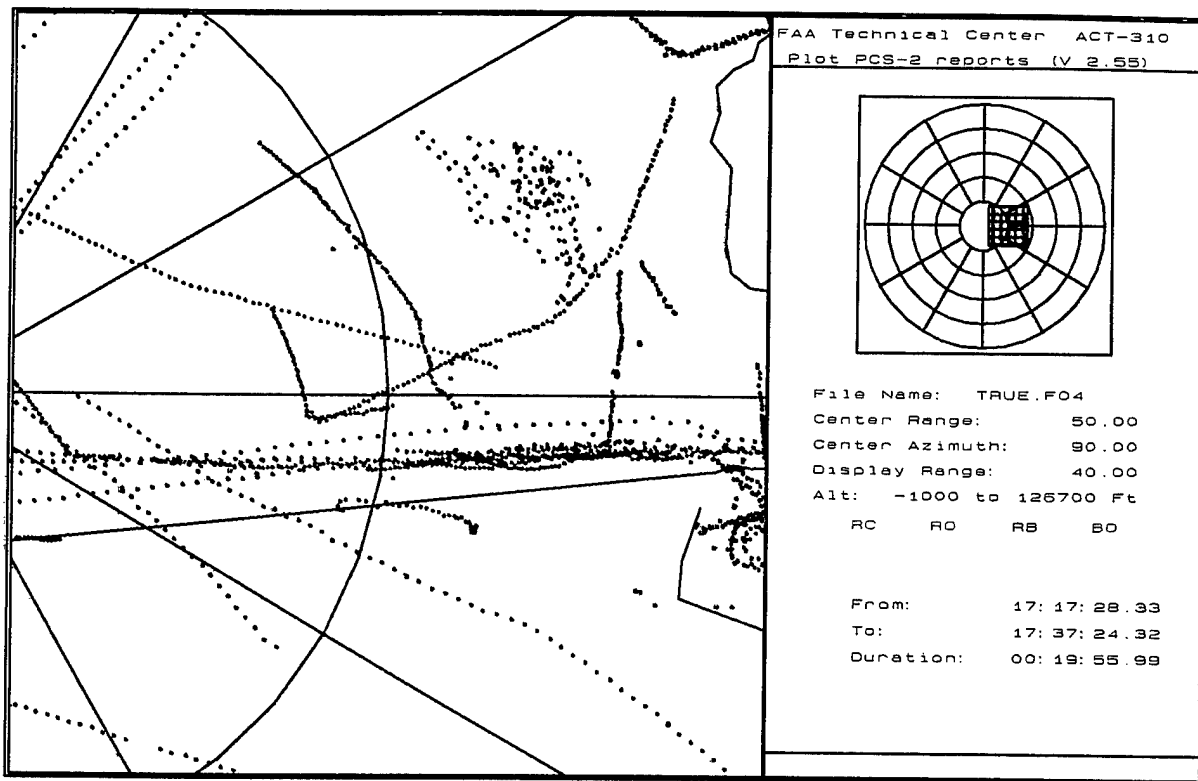 FAA Technical Center ACT-310
Plot PCS-2 reports (V 2.55)
File Name: TRUE.F04
Center Range: 50.00
Center Azimuth: 90.00
Display Range: 40.00
Alt: -1000 to 126700 Ft
RC RO RB BO
From: 17:17:28.33
To: 17:37:24.32
Duration: 00:19:55.99